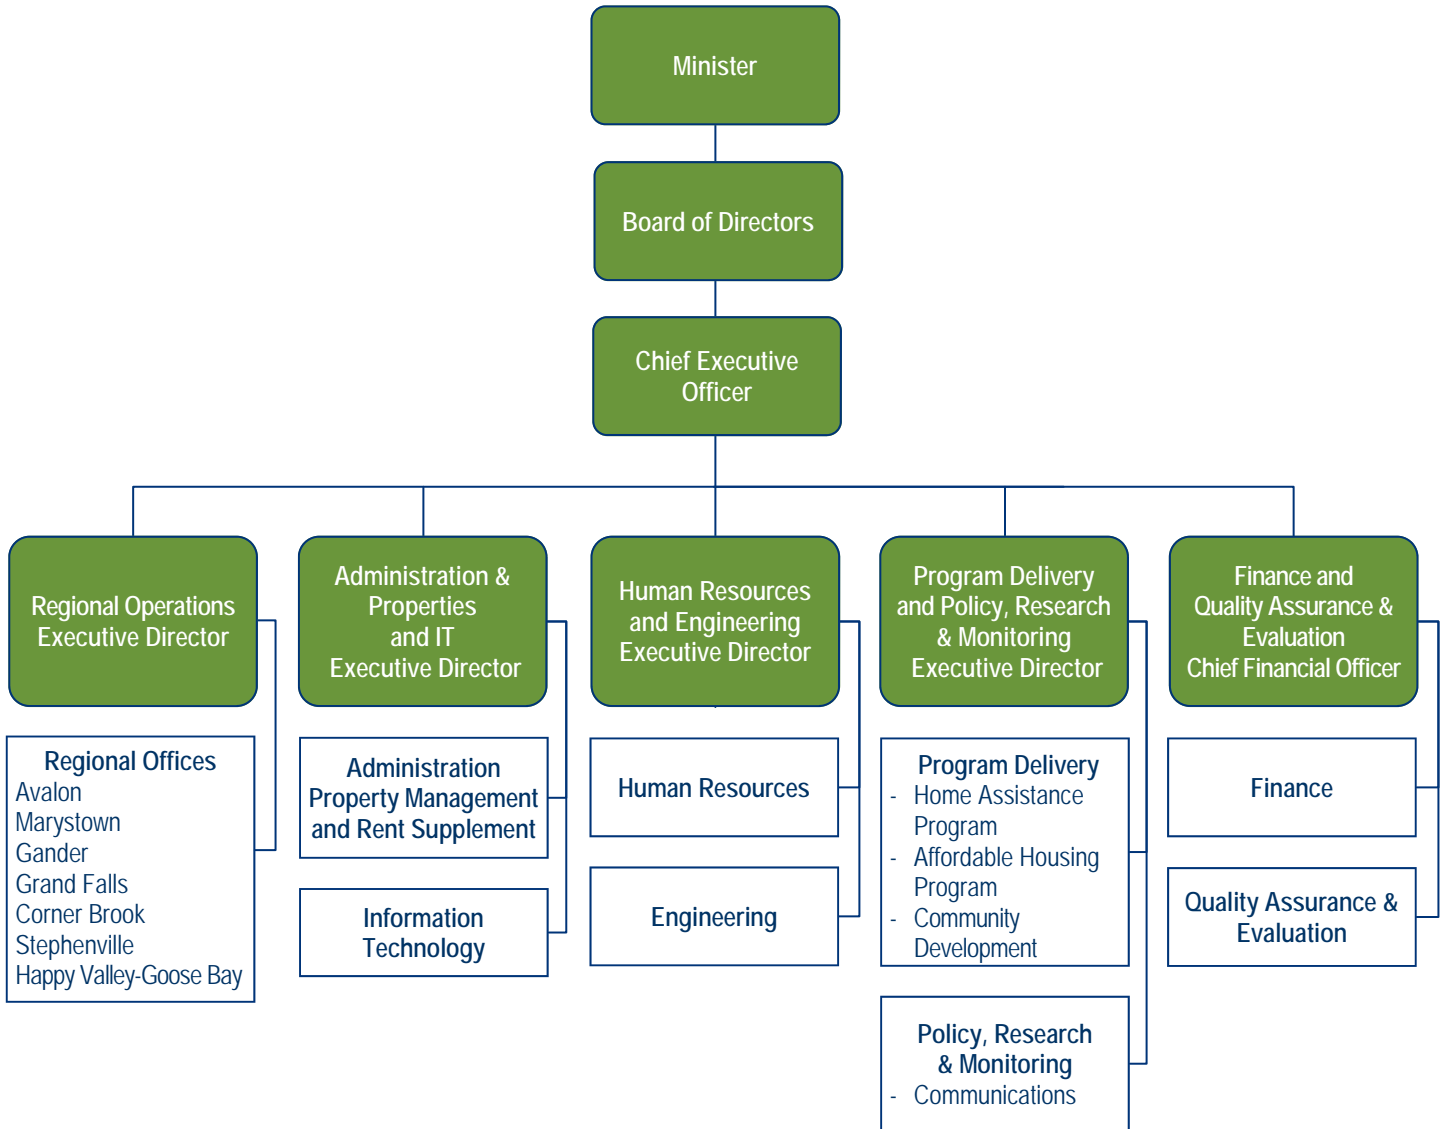 Minister
Board of Directors
Chief Executive
Officer
Regional Operations
Executive Director
Administration &
Properties
and IT
Executive Director
Human Resources
and Engineering
Executive Director
Program Delivery
and Policy, Research
& Monitoring
Executive Director
Finance and
Quality Assurance &
Evaluation
Chief Financial Officer
Regional Offices
Avalon
Marystown
Gander
Grand Falls
Corner Brook
Stephenville
Happy Valley-Goose Bay
Administration
Property Management
and Rent Supplement
Information
Technology
Human Resources
Engineering
Program Delivery
- Home Assistance
Program
- Affordable Housing
Program
- Community
Development
Policy, Research
& Monitoring
- Communications
Finance
Quality Assurance &
Evaluation